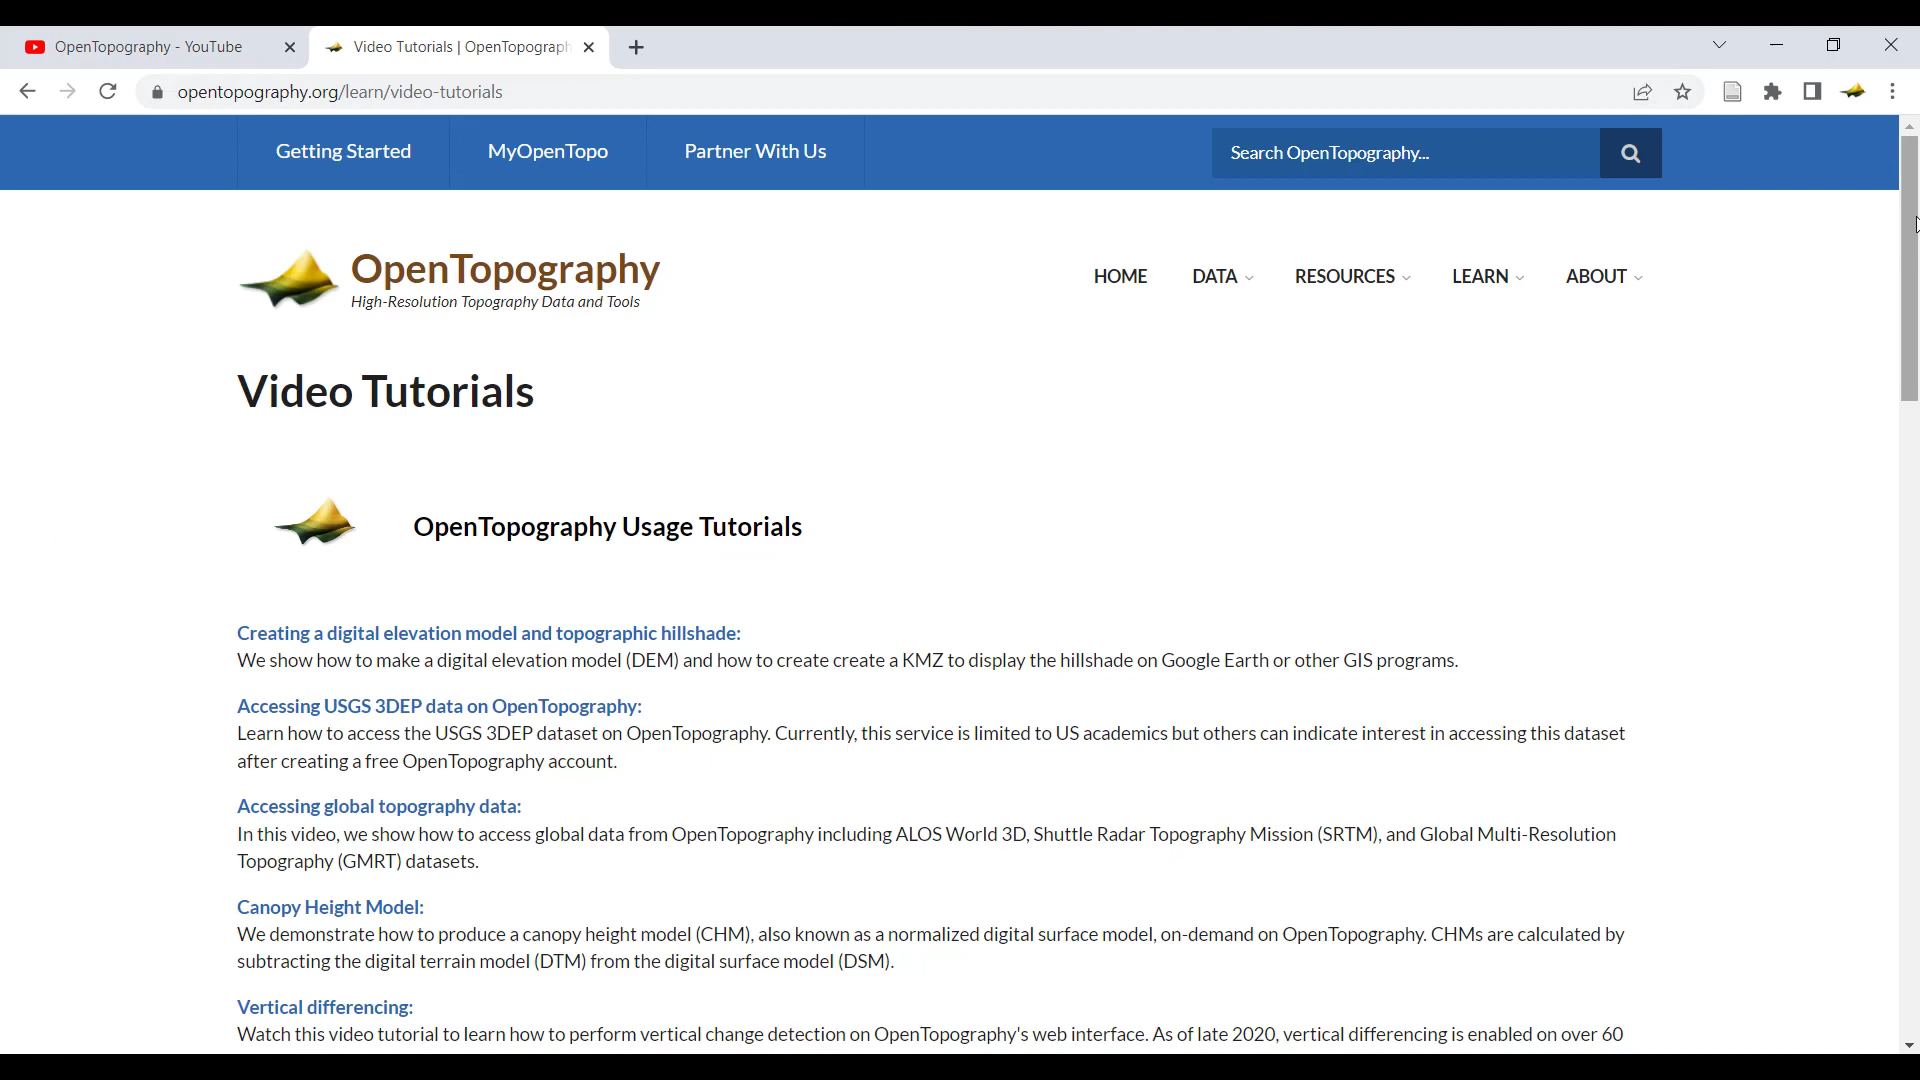 OpenTopography - YouTube
Video Tutorials | OpenTopograph
opentopography.org/learn/video-tutorials
Getting Started MyOpenTopo Partner With Us Search OpenTopography...
OpenTopography
High-Resolution Topography Data and Tools
HOME DATA RESOURCES LEARN ABOUT
Video Tutorials
OpenTopography Usage Tutorials
Creating a digital elevation model and topographic hillshade:
We show how to make a digital elevation model (DEM) and how to create create a KMZ to display the hillshade on Google Earth or other GIS programs.
Accessing USGS 3DEP data on OpenTopography:
Learn how to access the USGS 3DEP dataset on OpenTopography. Currently, this service is limited to US academics but others can indicate interest in accessing this dataset
after creating a free OpenTopography account.
Accessing global topography data:
In this video, we show how to access global data from OpenTopography including ALOS World 3D, Shuttle Radar Topography Mission (SRTM), and Global Multi-Resolution
Topography (GMRT) datasets.
Canopy Height Model:
We demonstrate how to produce a canopy height model (CHM), also known as a normalized digital surface model, on-demand on OpenTopography. CHMs are calculated by
subtracting the digital terrain model (DTM) from the digital surface model (DSM).
Vertical differencing:
Watch this video tutorial to learn how to perform vertical change detection on OpenTopography's web interface. As of late 2020, vertical differencing is enabled on over 60